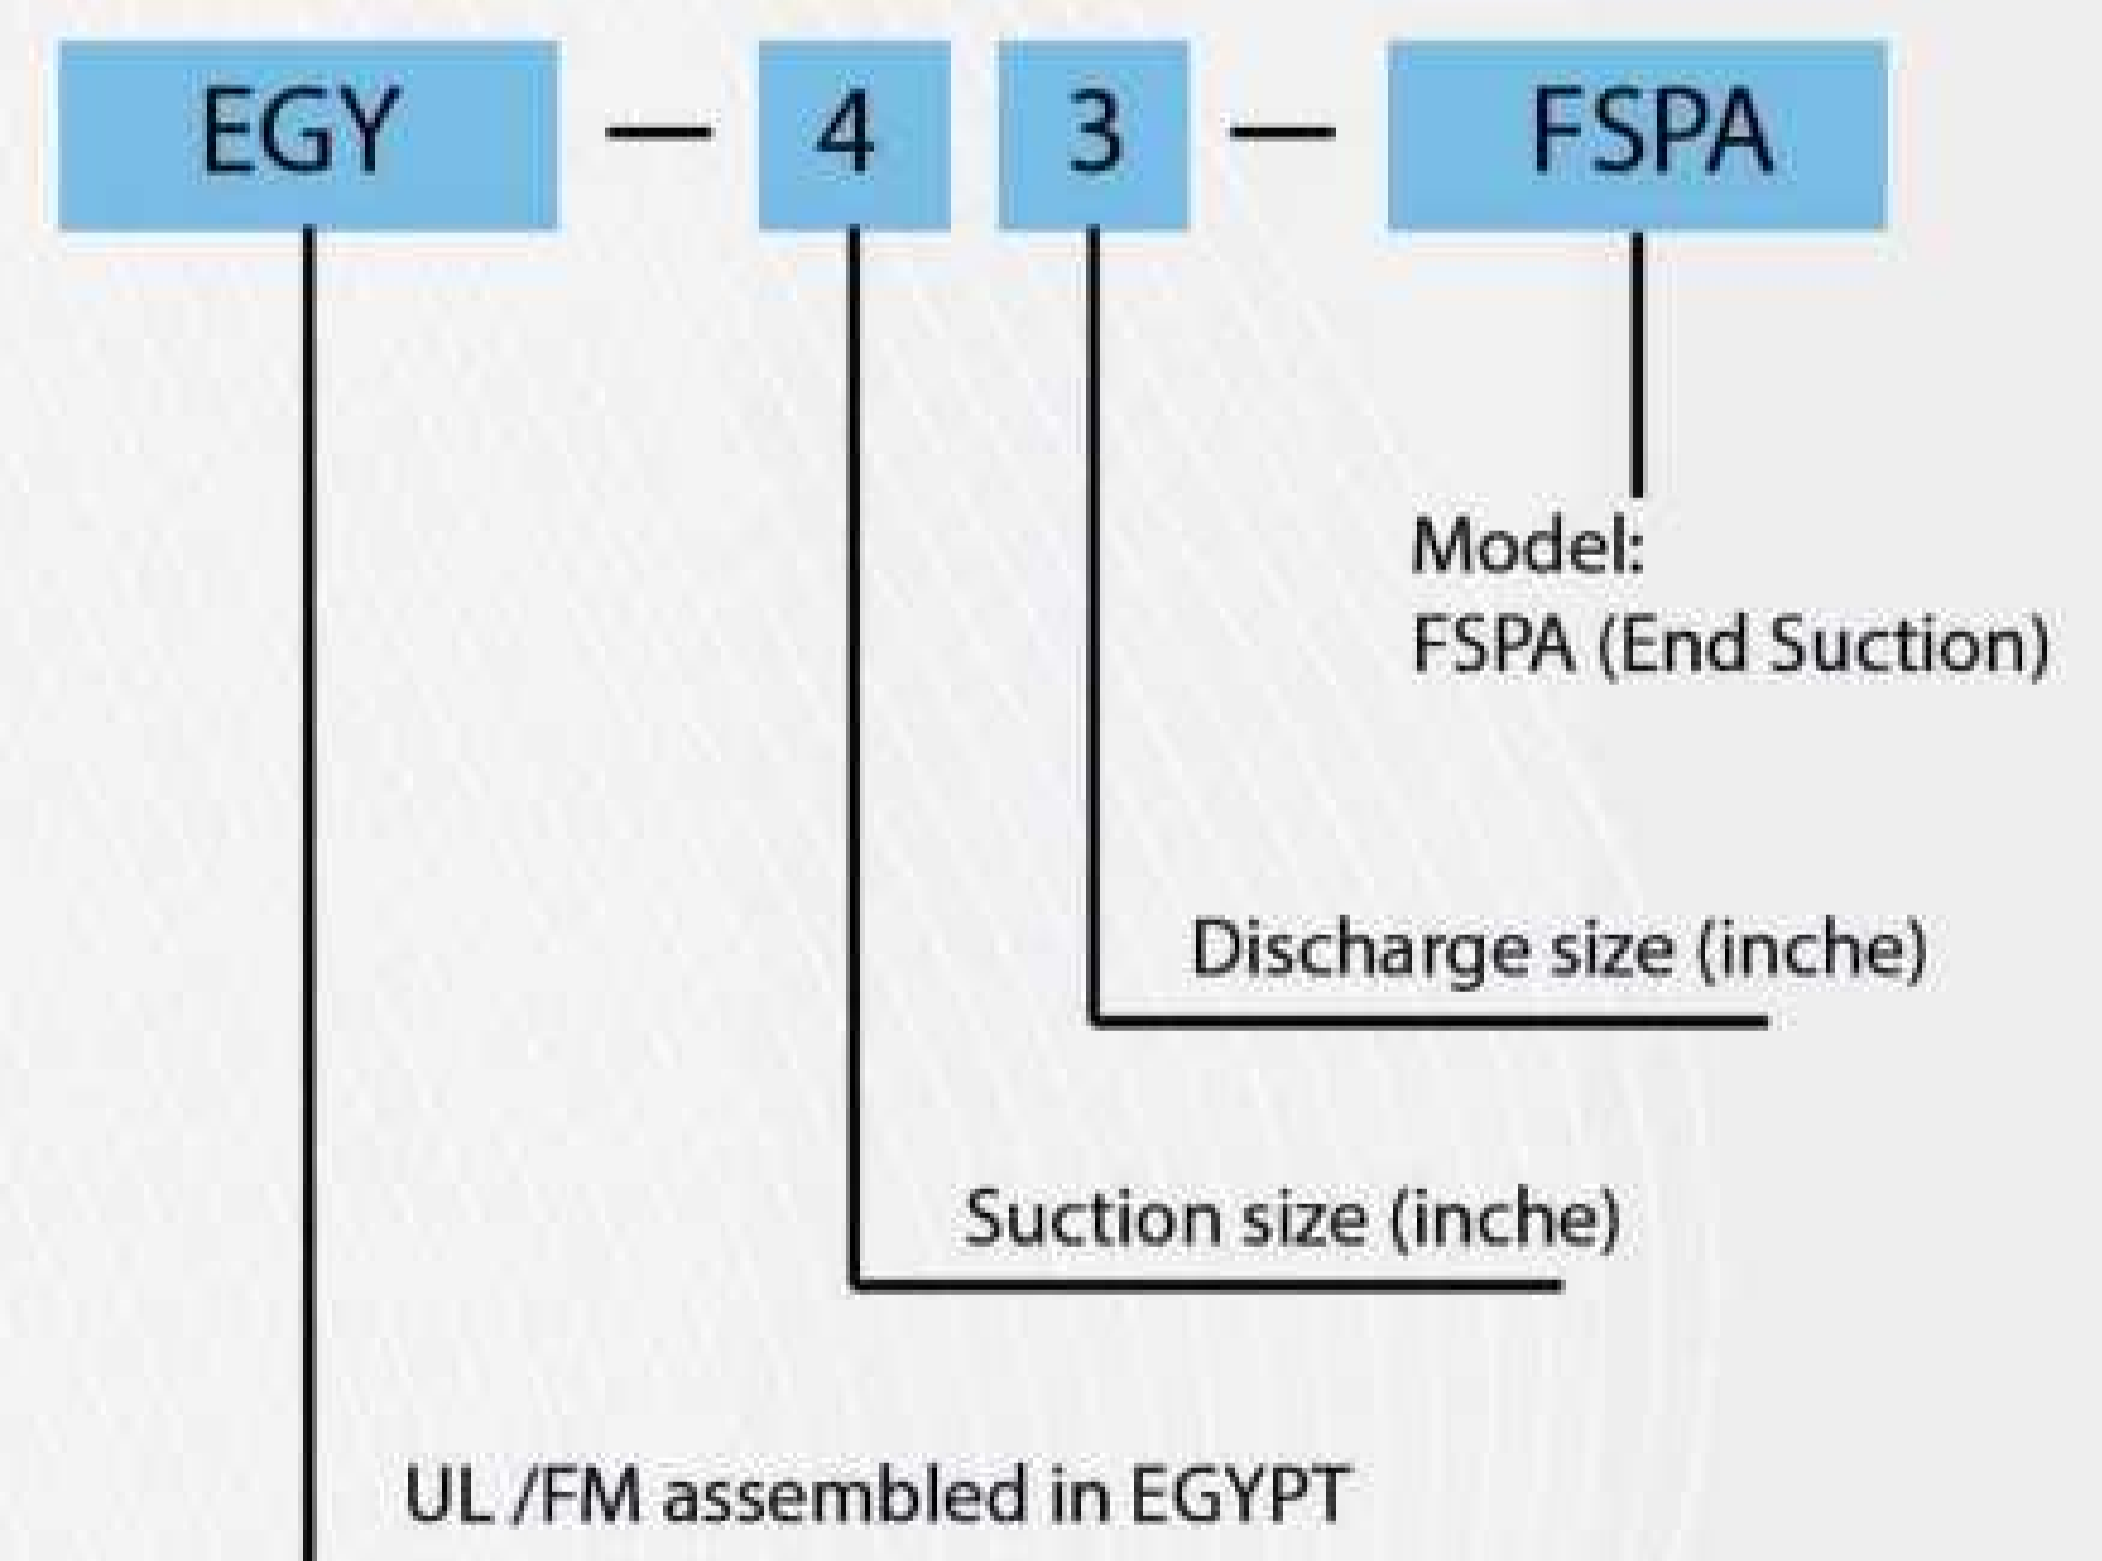 EGY — 4 3 — FSPA
Model:
FSPA (End Suction)
Discharge size (inche)
Suction size (inche)
UL /FM assembled in EGYPT